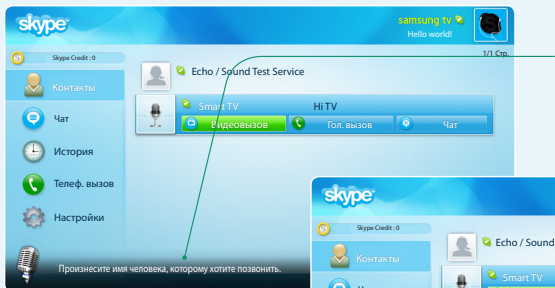 skype
samsung tv
Hello world!
Skype Credit : 0
1/1 Стр.
Echo / Sound Test Service
Контакты
Smart TV Hi TV
Видеовызов Гол. вызов Чат
Чат
История
Телеф. вызов
Настройки
Произнесите имя человека, которому хотите позвонить.
skype
Skype Credit : 0
Echo / Sound
Контакты
Smart TV